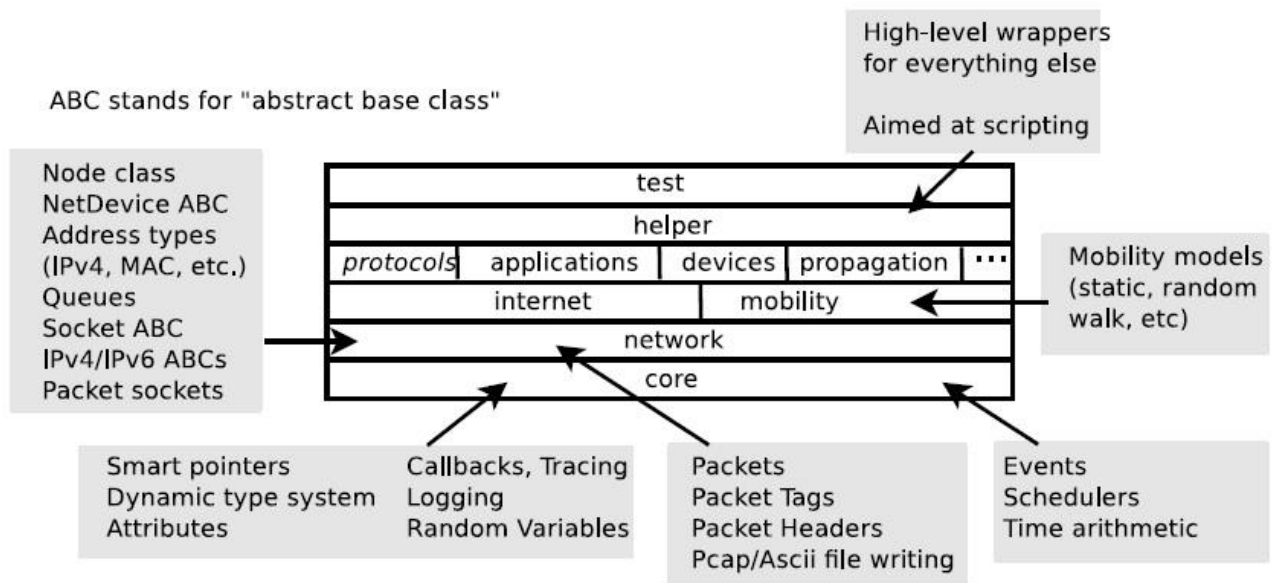 High-level wrappers
for everything else
Aimed at scripting
ABC stands for "abstract base class"
Node class
NetDevice ABC
Address types
(IPv4, MAC, etc.)
Queues
Socket ABC
IPv4/IPv6 ABCs
Packet sockets
test
helper
protocols applications devices propagation ...
internet mobility
network
core
Mobility models
(static, random
walk, etc)
Smart pointers
Dynamic type system
Attributes
Callbacks, Tracing
Logging
Random Variables
Packets
Packet Tags
Packet Headers
Pcap/Ascii file writing
Events
Schedulers
Time arithmetic